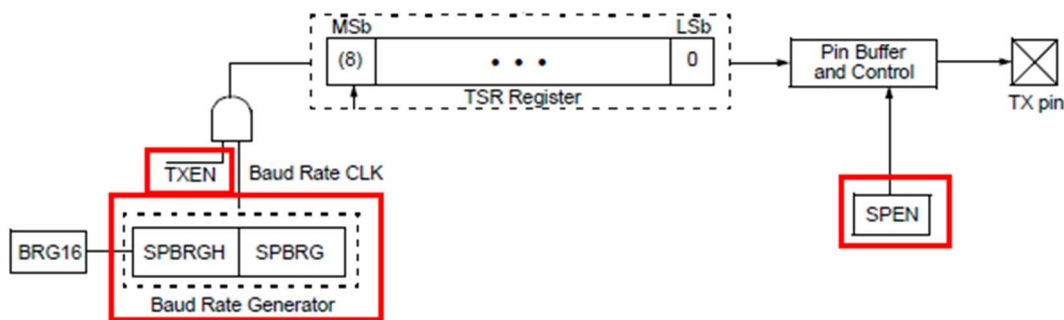 MSb LSb
(8) • • • 0
TSR Register
Pin Buffer
and Control
TX pin
TXEN
Baud Rate CLK
SPEN
BRG16
SPBRGH SPBRG
Baud Rate Generator